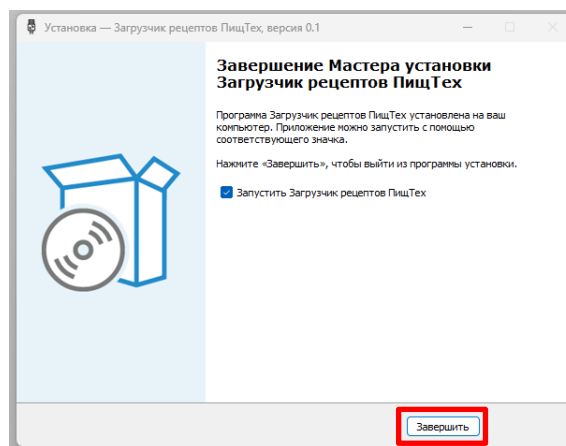 Установка — Загрузчик рецептов ПищТех, версия 0.1
Завершение Мастера установки
Загрузчик рецептов ПищТех
Программа Загрузчик рецептов ПищТех установлена на ваш
компьютер. Приложение можно запустить с помощью
соответствующего значка.
Нажмите «Завершить», чтобы выйти из программы установки.
Запустить Загрузчик рецептов ПищТех
Завершить